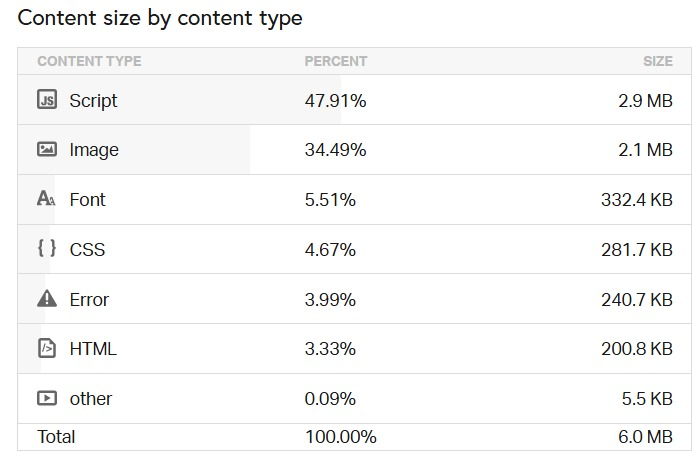 Content size by content type
CONTENT TYPE PERCENT SIZE
JS Script 47.91% 2.9 MB
Image 34.49% 2.1 MB
AA Font 5.51% 332.4 KB
{ } CSS 4.67% 281.7 KB
Error 3.99% 240.7 KB
</> HTML 3.33% 200.8 KB
other 0.09% 5.5 KB
Total 100.00% 6.0 MB